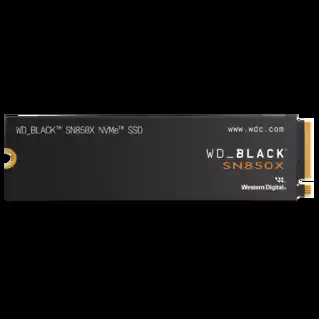 WD_BLACK™ SN850X NVMe™ SSD
www.wdc.com
WD_BLACK
SN850X
Western Digital